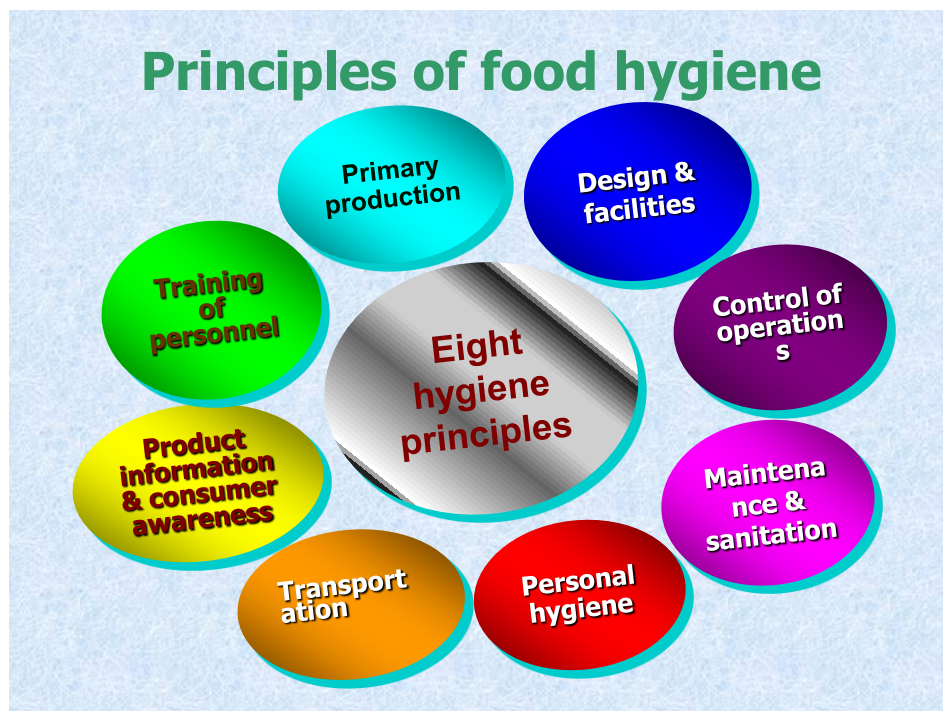 Principles of food hygiene
Primary
production
Design &
facilities
Control of
operation
s
Maintena
nce &
sanitation
Personal
hygiene
Transport
ation
Product
information
& consumer
awareness
Training
of
personnel
Eight
hygiene
principles